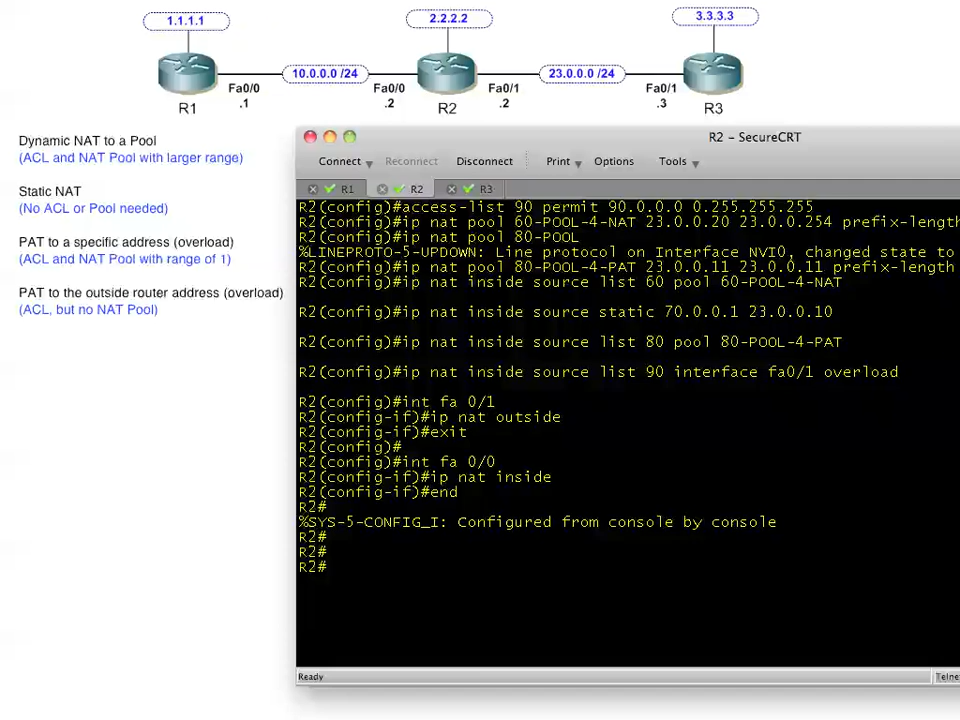 1.1.1.1
2.2.2.2
3.3.3.3
10.0.0.0 /24
23.0.0.0 /24
Fa0/0
.1
Fa0/0
.2
Fa0/1
.2
Fa0/1
.3
R1
R2
R3
Dynamic NAT to a Pool
(ACL and NAT Pool with larger range)
Static NAT
(No ACL or Pool needed)
PAT to a specific address (overload)
(ACL and NAT Pool with range of 1)
PAT to the outside router address (overload)
(ACL, but no NAT Pool)
R2 - SecureCRT
Connect Reconnect Disconnect Print Options Tools
R1 R2 R3
R2(config)#access-list 90 permit 90.0.0.0 0.255.255.255
R2(config)#ip nat pool 60-POOL-4-NAT 23.0.0.20 23.0.0.254 prefix-length
R2(config)#ip nat pool 80-POOL
%LINEPROTO-5-UPDOWN: Line protocol on Interface NVI0, changed state to
R2(config)#ip nat pool 80-POOL-4-PAT 23.0.0.11 23.0.0.11 prefix-length
R2(config)#ip nat inside source list 60 pool 60-POOL-4-NAT
R2(config)#ip nat inside source static 70.0.0.1 23.0.0.10
R2(config)#ip nat inside source list 80 pool 80-POOL-4-PAT
R2(config)#ip nat inside source list 90 interface fa0/1 overload
R2(config)#int fa 0/1
R2(config-if)#ip nat outside
R2(config-if)#exit
R2(config)#
R2(config)#int fa 0/0
R2(config-if)#ip nat inside
R2(config-if)#end
R2#
%SYS-5-CONFIG_I: Configured from console by console
R2#
R2#
R2#
Ready
Telne